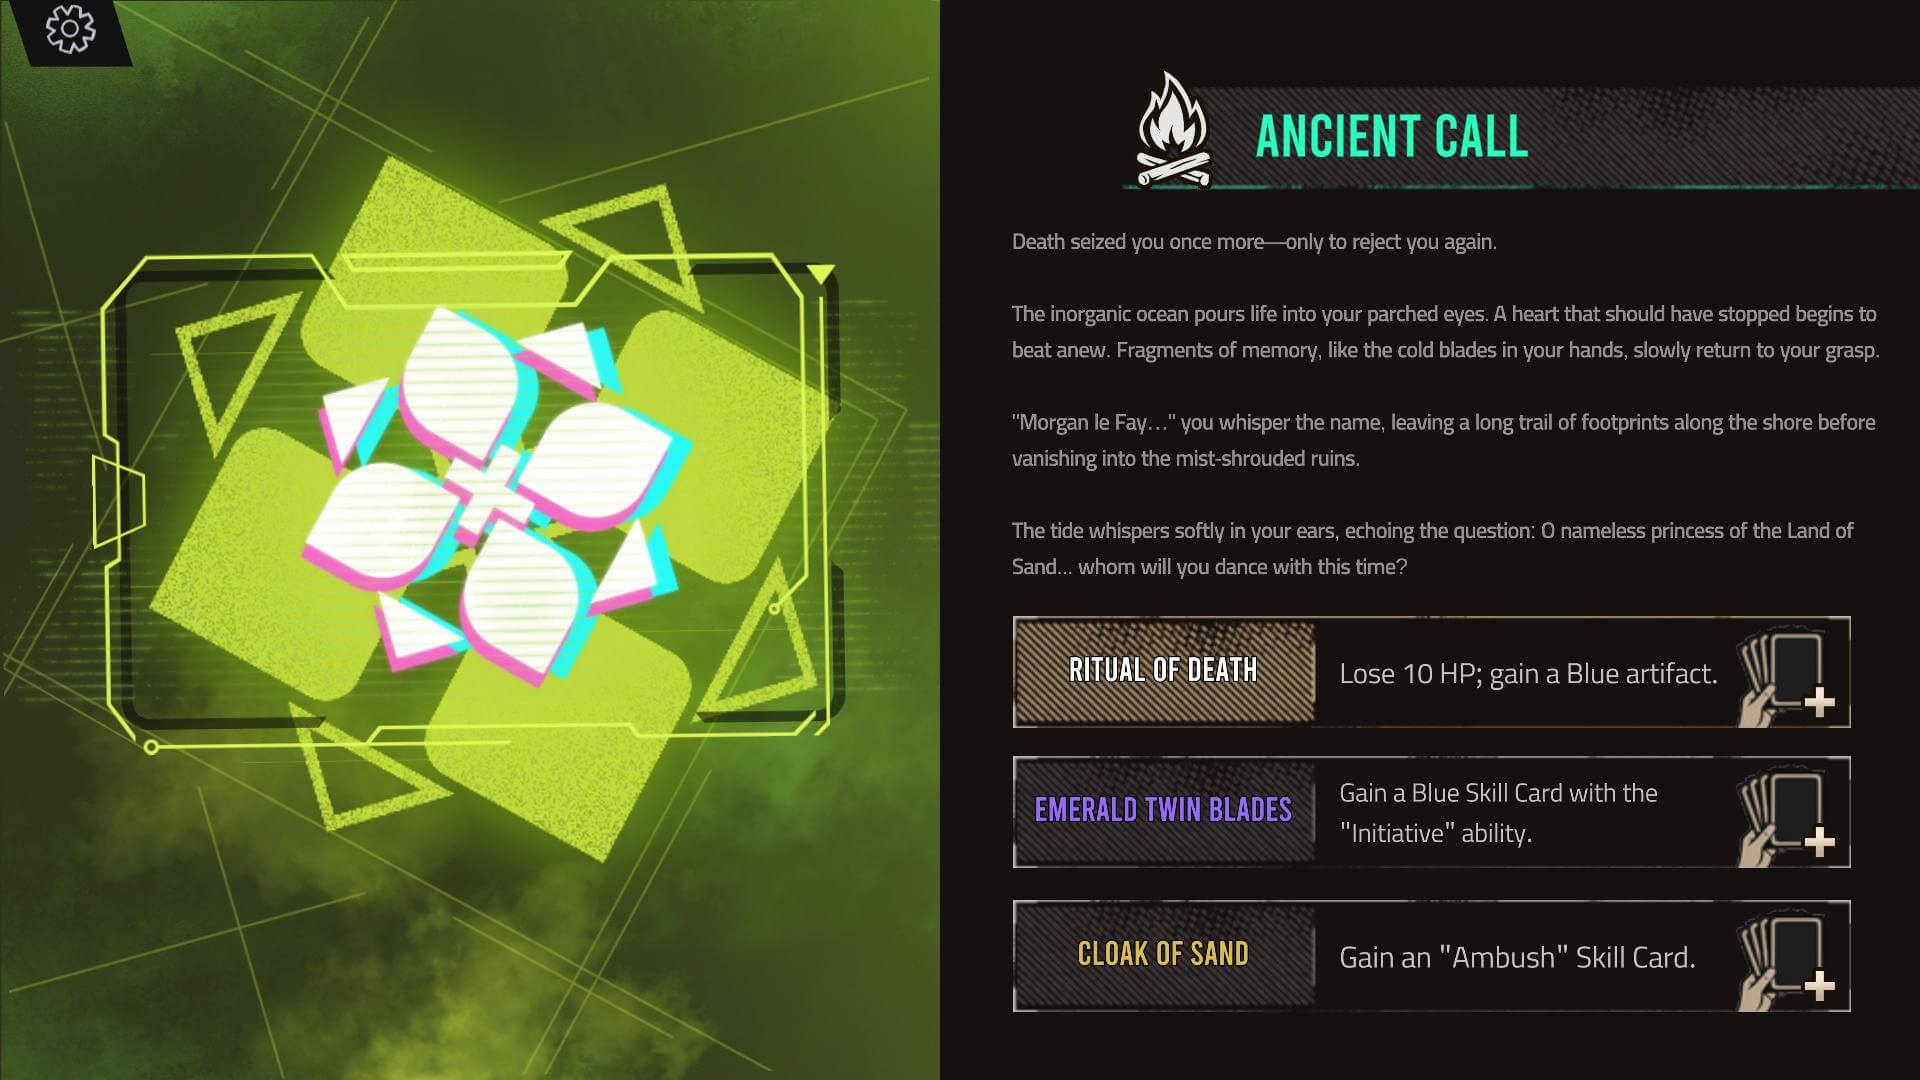 ANCIENT CALL
Death seized you once more—only to reject you again.
The inorganic ocean pours life into your parched eyes. A heart that should have stopped begins to
beat anew. Fragments of memory, like the cold blades in your hands, slowly return to your grasp.
"Morgan le Fay…" you whisper the name, leaving a long trail of footprints along the shore before
vanishing into the mist-shrouded ruins.
The tide whispers softly in your ears, echoing the question: O nameless princess of the Land of
Sand... whom will you dance with this time?
RITUAL OF DEATH
Lose 10 HP; gain a Blue artifact.
EMERALD TWIN BLADES
Gain a Blue Skill Card with the
"Initiative" ability.
CLOAK OF SAND
Gain an "Ambush" Skill Card.